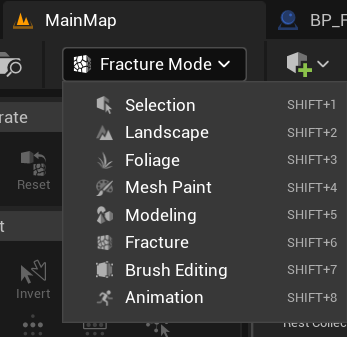 MainMap
BP_
Fracture Mode
rate
Selection SHIFT+1
Landscape SHIFT+2
Foliage SHIFT+3
Reset
Mesh Paint SHIFT+4
Modeling SHIFT+5
t
Fracture SHIFT+6
Brush Editing SHIFT+7
Invert
Animation SHIFT+8
Rest Collec